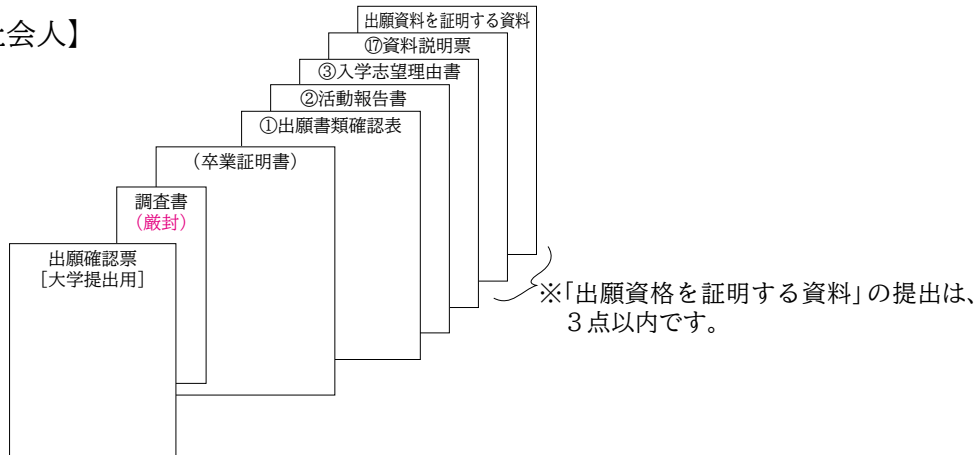 会人】
出願資料を証明する資料
⑰資料説明票
③入学志望理由書
②活動報告書
①出願書類確認表
(卒業証明書)
調査書
(厳封)
出願確認票
[大学提出用]
※「出願資格を証明する資料」の提出は、
3点以内です。